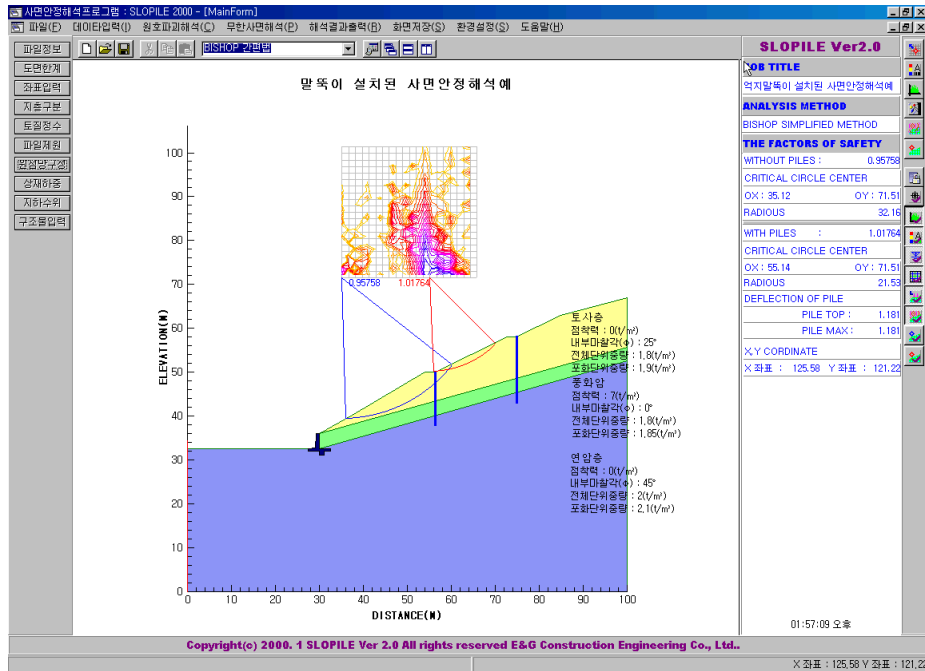 사면안정해석프로그램 : SLOPILE 2000 - [MainForm]
파일(F) 데이타입력(I) 원호파괴해석(C) 무한사면해석(P) 해석결과출력(R) 화면저장(S) 환경설정(S) 도움말(H)
파일정보
도면한계
좌표입력
지층구분
토질정수
파일제원
원점망구성
상재하중
지하수위
구조물입력
BISHOP 간편법
말뚝이 설치된 사면안정해석예
ELEVATION(M)
100
90
80
70
60
50
40
30
20
10
0
0.95758 1.01764
토사층
점착력 : 0(t/m²)
내부마찰각(Φ) : 25°
전체단위중량 : 1.8(t/m³)
포화단위중량 : 1.9(t/m³)
풍화암
점착력 : 7(t/m²)
내부마찰각(Φ) : 0°
전체단위중량 : 1.8(t/m³)
포화단위중량 : 1.85(t/m³)
연암층
점착력 : 0(t/m²)
내부마찰각(Φ) : 45°
전체단위중량 : 2(t/m³)
포화단위중량 : 2.1(t/m³)
0 10 20 30 40 50 60 70 80 90 100
DISTANCE(M)
SLOPILE Ver2.0
JOB TITLE
억지말뚝이 설치된 사면안정해석예
ANALYSIS METHOD
BISHOP SIMPLIFIED METHOD
THE FACTORS OF SAFETY
WITHOUT PILES : 0.95758
CRITICAL CIRCLE CENTER
OX : 35.12 OY : 71.51
RADIOUS 32.16
WITH PILES : 1.01764
CRITICAL CIRCLE CENTER
OX : 55.14 OY : 71.51
RADIOUS 21.53
DEFLECTION OF PILE
PILE TOP : 1.181
PILE MAX : 1.181
X,Y CORDINATE
X 좌표 : 125.58 Y 좌표 : 121.22
01:57:09 오후
Copyright(c) 2000. 1 SLOPILE Ver 2.0 All rights reserved E&G Construction Engineering Co., Ltd..
X 좌표 : 125.58 Y 좌표 : 121.22